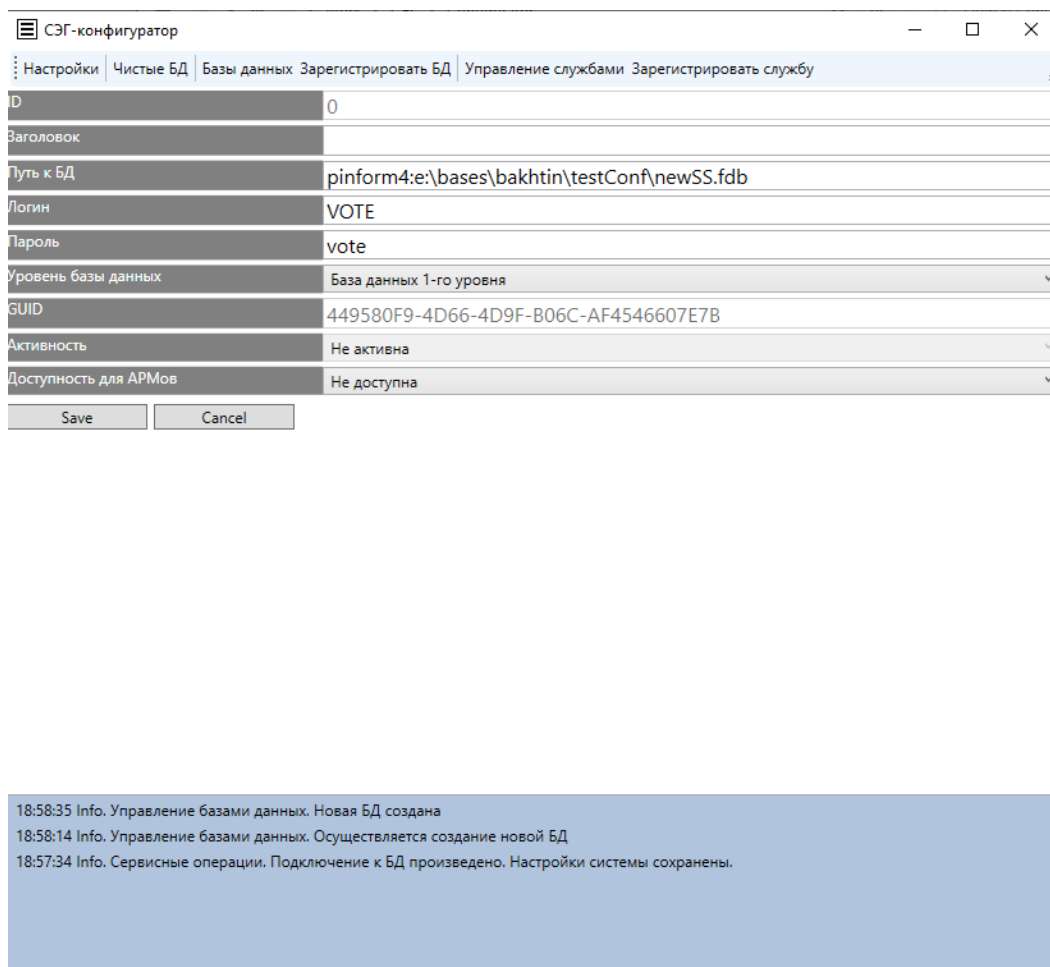 СЭГ-конфигуратор
Настройки Чистые БД Базы данных Зарегистрировать БД Управление службами Зарегистрировать службу
ID 0
Заголовок
Путь к БД pinform4:e:\bases\bakhtin\testConf\newSS.fdb
Логин VOTE
Пароль vote
Уровень базы данных База данных 1-го уровня
GUID 449580F9-4D66-4D9F-B06C-AF4546607E7B
Активность Не активна
Доступность для АРМов Не доступна
Save Cancel
18:58:35 Info. Управление базами данных. Новая БД создана
18:58:14 Info. Управление базами данных. Осуществляется создание новой БД
18:57:34 Info. Сервисные операции. Подключение к БД произведено. Настройки системы сохранены.